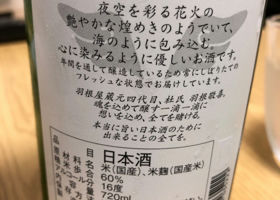 夜空を彩る花火の
艶やかな煌めきのようでいて、
海のように包み込む。
心に染みるように優しいお酒です。
年間を通して醸造しているため常にしぼりたての
フレッシュな状態でお届けしています。
羽根屋蔵元四代目、杜氏 羽根敬喜。
魂を込めて醸す一滴一滴に
想いを込め、全てを賭ける。
本当に旨い日本酒のために
出来ること、全てを。
日本酒
米(国産)、米麹(国産米)
60%
16度
720ml